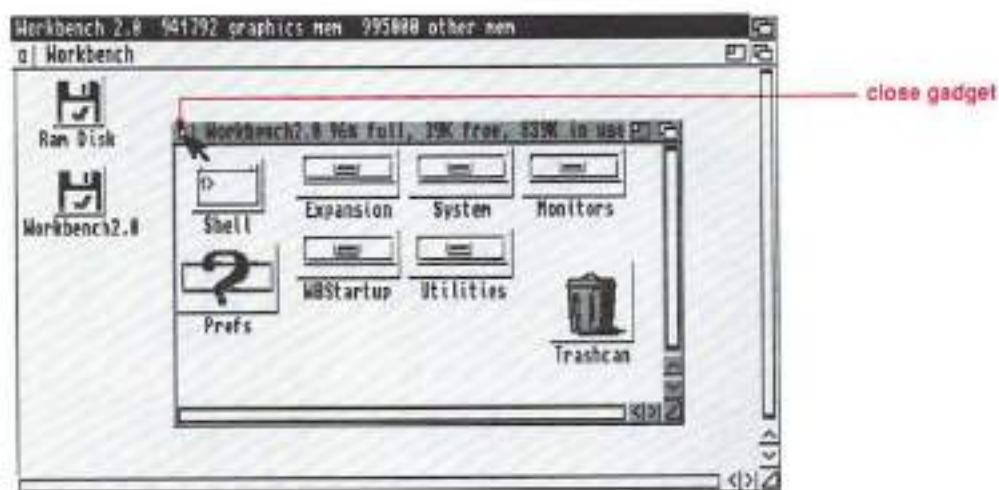 Workbench 2.0 941792 graphics mem 995808 other mem
Workbench
close gadget
Ram Disk
Workbench2.0 96% full, 39K free, 839K in use
Shell
Expansion
System
Monitors
Workbench2.0
Prefs
WBStartup
Utilities
Trashcan